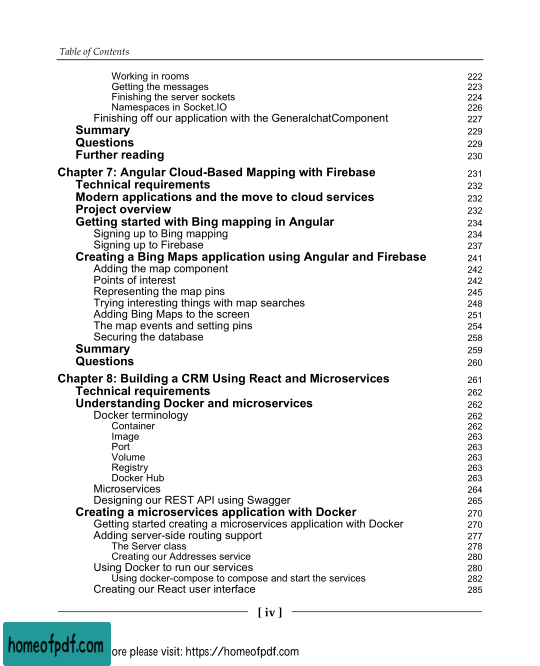 Table of Contents
Working in rooms 222
Getting the messages 223
Finishing the server sockets 224
Namespaces in Socket.IO 226
Finishing off our application with the GeneralchatComponent 227
Summary 229
Questions 229
Further reading 230
Chapter 7: Angular Cloud-Based Mapping with Firebase 231
Technical requirements 232
Modern applications and the move to cloud services 232
Project overview 232
Getting started with Bing mapping in Angular 234
Signing up to Bing mapping 234
Signing up to Firebase 237
Creating a Bing Maps application using Angular and Firebase 241
Adding the map component 242
Points of interest 242
Representing the map pins 245
Trying interesting things with map searches 248
Adding Bing Maps to the screen 251
The map events and setting pins 254
Securing the database 258
Summary 259
Questions 260
Chapter 8: Building a CRM Using React and Microservices 261
Technical requirements 262
Understanding Docker and microservices 262
Docker terminology 262
Container 262
Image 263
Port 263
Volume 263
Registry 263
Docker Hub 263
Microservices 264
Designing our REST API using Swagger 265
Creating a microservices application with Docker 270
Getting started creating a microservices application with Docker 270
Adding server-side routing support 277
The Server class 278
Creating our Addresses service 280
Using Docker to run our services 280
Using docker-compose to compose and start the services 282
Creating our React user interface 285
[ iv ]
homeofpdf.com
ore please visit: https://homeofpdf.com